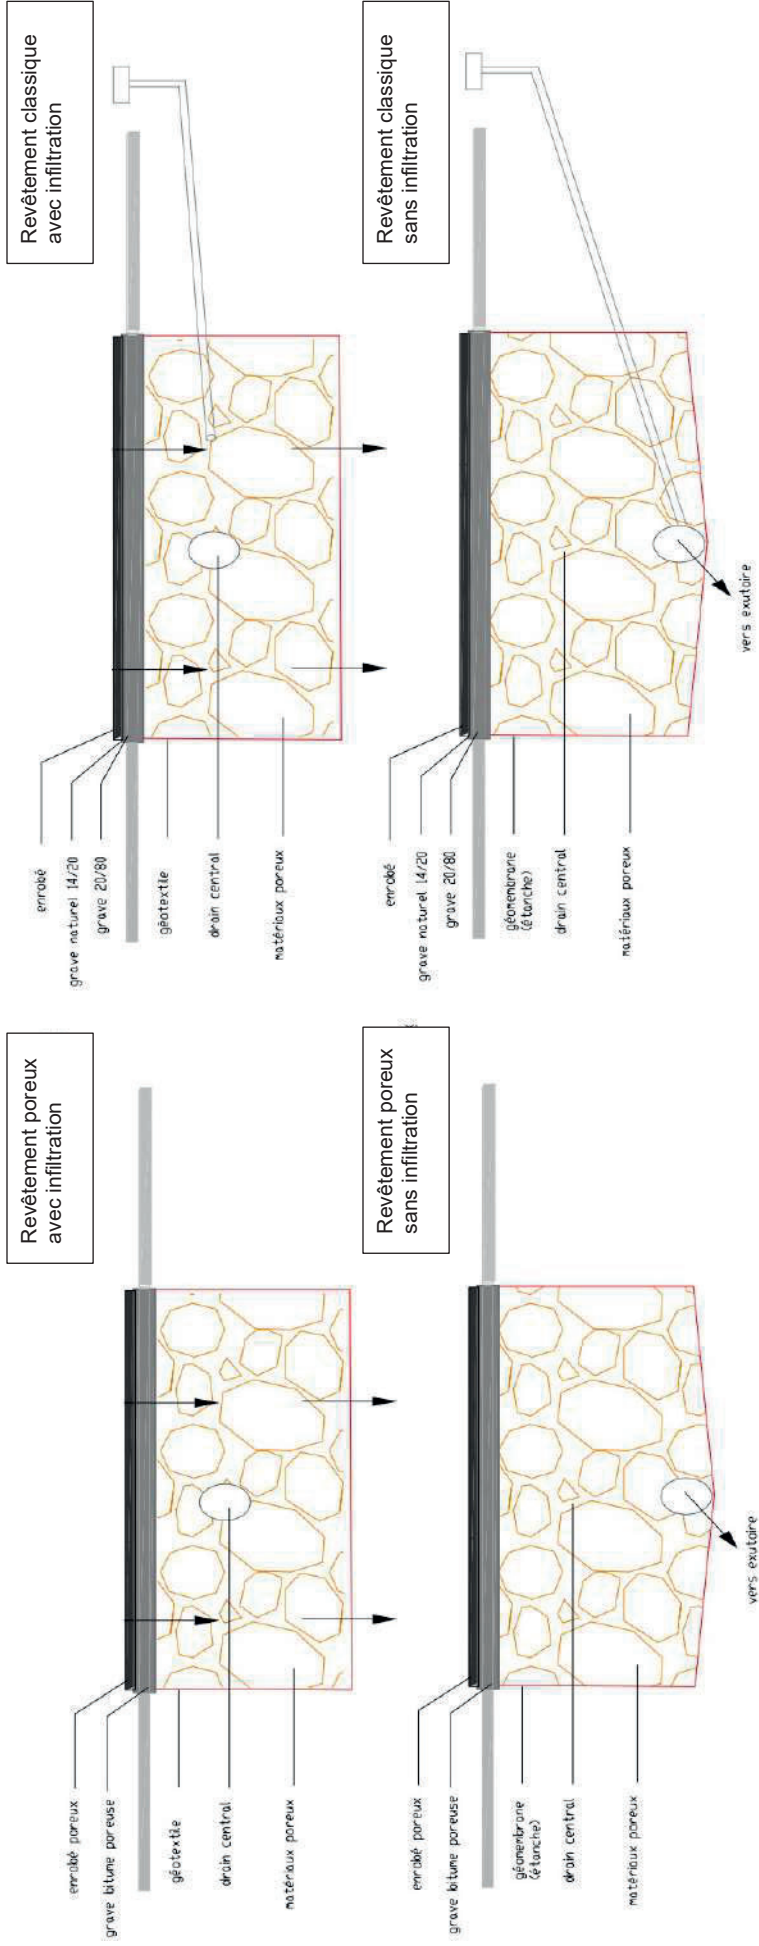 Revêtement classique
avec infiltration
enrobé
grave naturel 14/20
grave 20/80
géotextile
drain central
matériaux poreux
Revêtement classique
sans infiltration
enrobé
grave naturel 14/20
grave 20/80
géomembrane
(étanche)
drain central
matériaux poreux
vers exutoire
Revêtement poreux
avec infiltration
enrobé poreux
grave bitume poreuse
géotextile
drain central
matériaux poreux
Revêtement poreux
sans infiltration
enrobé poreux
grave bitume poreuse
géomembrane
(étanche)
drain central
matériaux poreux
vers exutoire